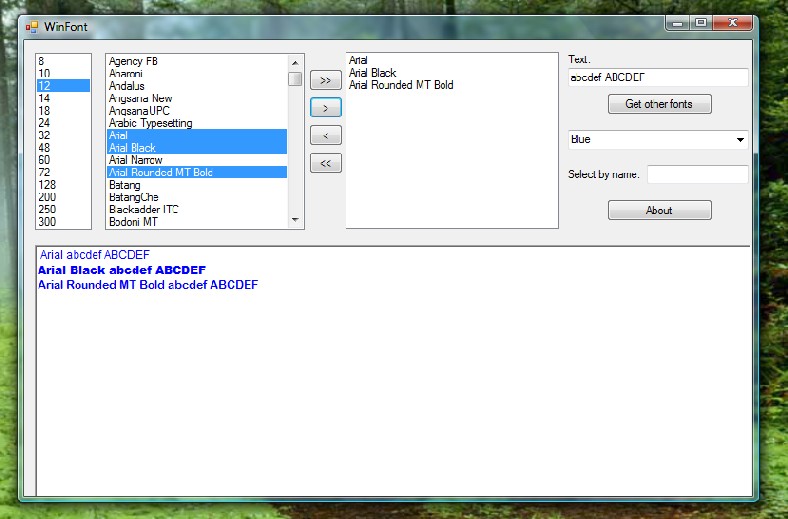 WinFont
8
10
12
14
18
24
32
48
60
72
128
200
250
300
Agency FB
Aharoni
Andalus
Angsana New
AngsanaUPC
Arabic Typesetting
Arial
Arial Black
Arial Narrow
Arial Rounded MT Bold
Batang
BatangChe
Blackadder ITC
Bodoni MT
>>
>
<
<<
Arial
Arial Black
Arial Rounded MT Bold
Text:
abcdef ABCDEF
Get other fonts
Blue
Select by name:
About
Arial abcdef ABCDEF
Arial Black abcdef ABCDEF
Arial Rounded MT Bold abcdef ABCDEF